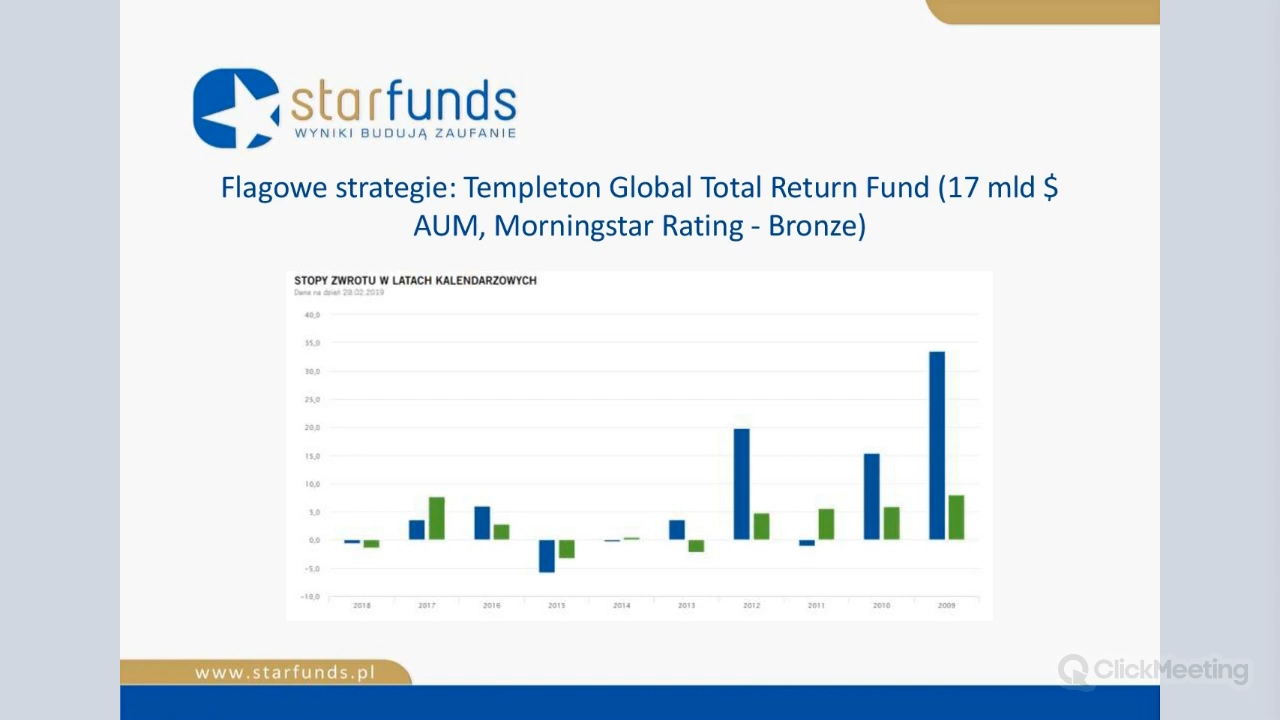 starfunds
WYNIKI BUDUJĄ ZAUFANIE
Flagowe strategie: Templeton Global Total Return Fund (17 mld $
AUM, Morningstar Rating - Bronze)
STOPY ZWROTU W LATACH KALENDARZOWYCH
Dane na dzień 28.02.2019
40,0
35,0
30,0
25,0
20,0
15,0
10,0
5,0
0,0
-5,0
-10,0
2018 2017 2016 2015 2014 2013 2012 2011 2010 2009
www.starfunds.pl
ClickMeeting